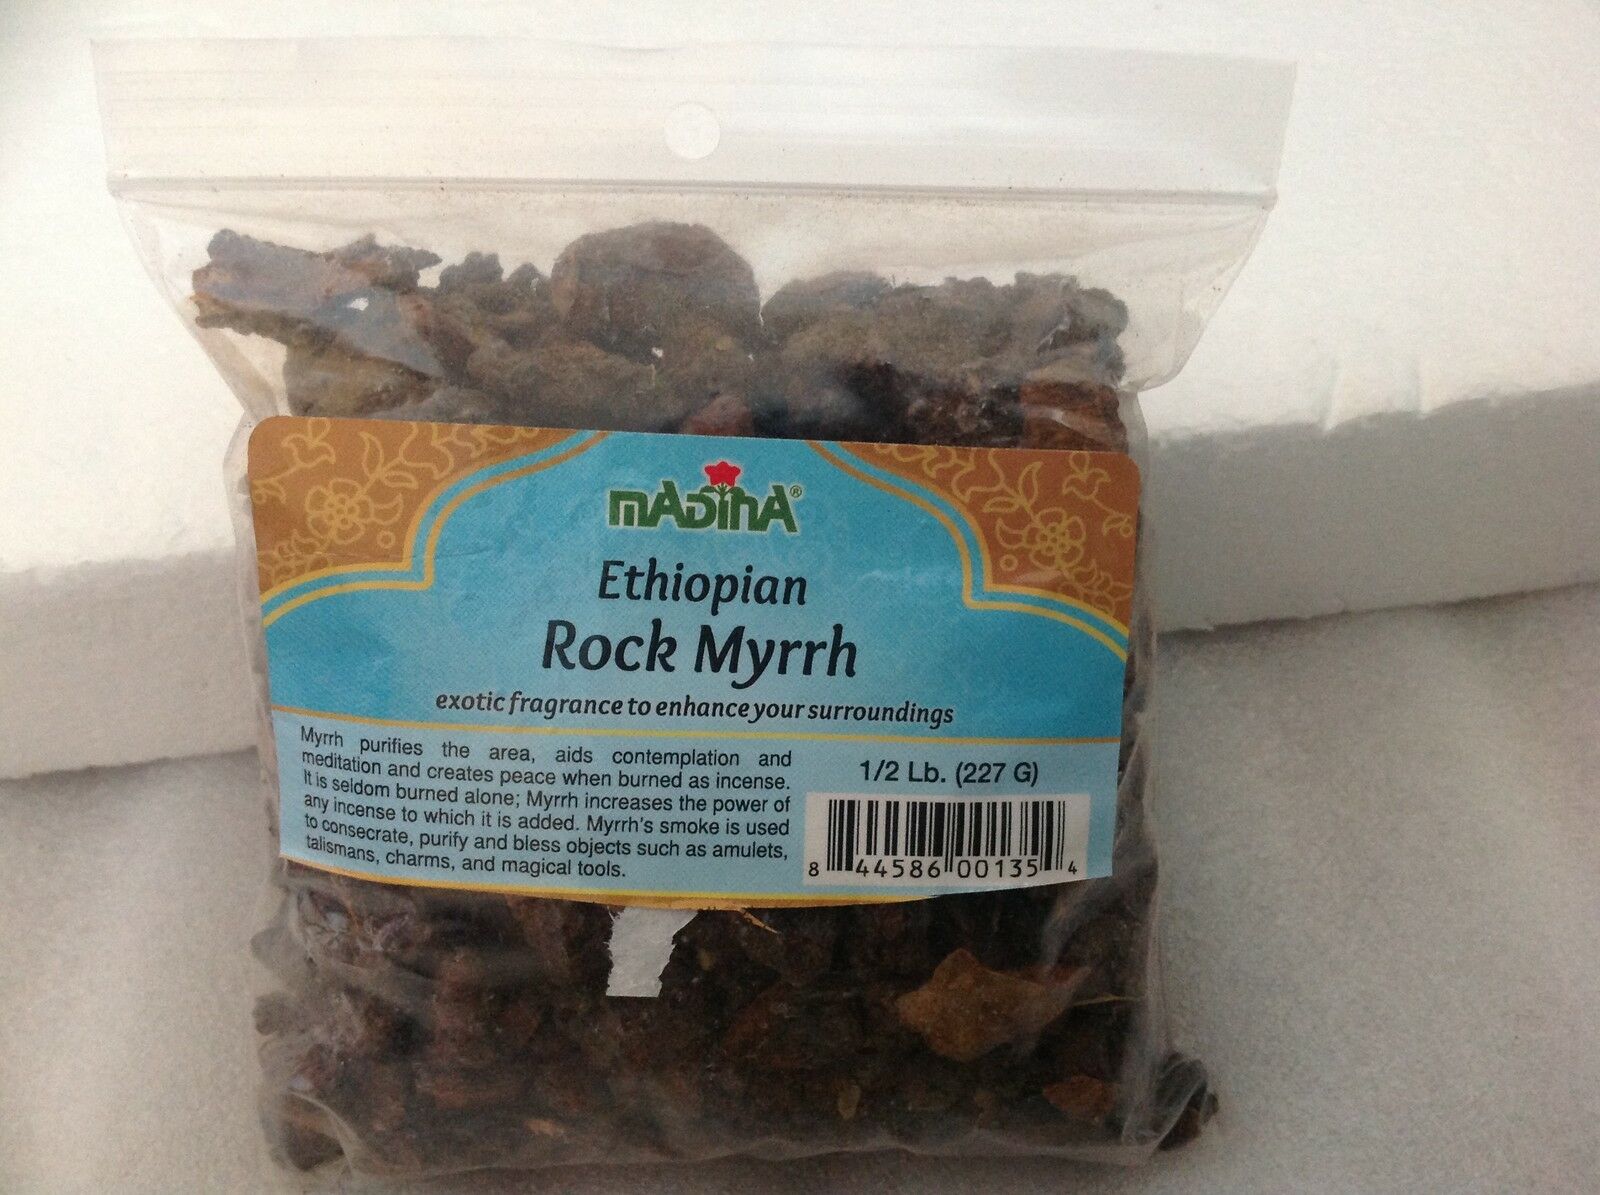 mADinA®
Ethiopian
Rock Myrrh
exotic fragrance to enhance your surroundings
Myrrh purifies the area, aids contemplation and
meditation and creates peace when burned as incense.
It is seldom burned alone; Myrrh increases the power of
any incense to which it is added. Myrrh's smoke is used
to consecrate, purify and bless objects such as amulets,
talismans, charms, and magical tools.
1/2 Lb. (227 G)
8 44586 00135 4